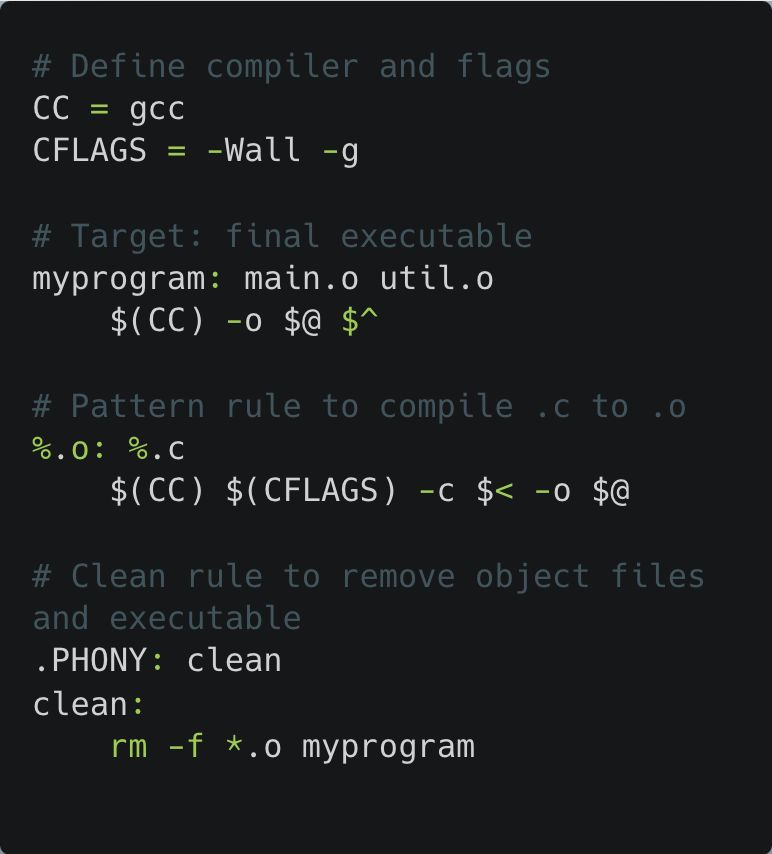 # Define compiler and flags
CC = gcc
CFLAGS = -Wall -g

# Target: final executable
myprogram: main.o util.o
    $(CC) -o $@ $^

# Pattern rule to compile .c to .o
%.o: %.c
    $(CC) $(CFLAGS) -c $< -o $@

# Clean rule to remove object files
and executable
.PHONY: clean
clean:
    rm -f *.o myprogram